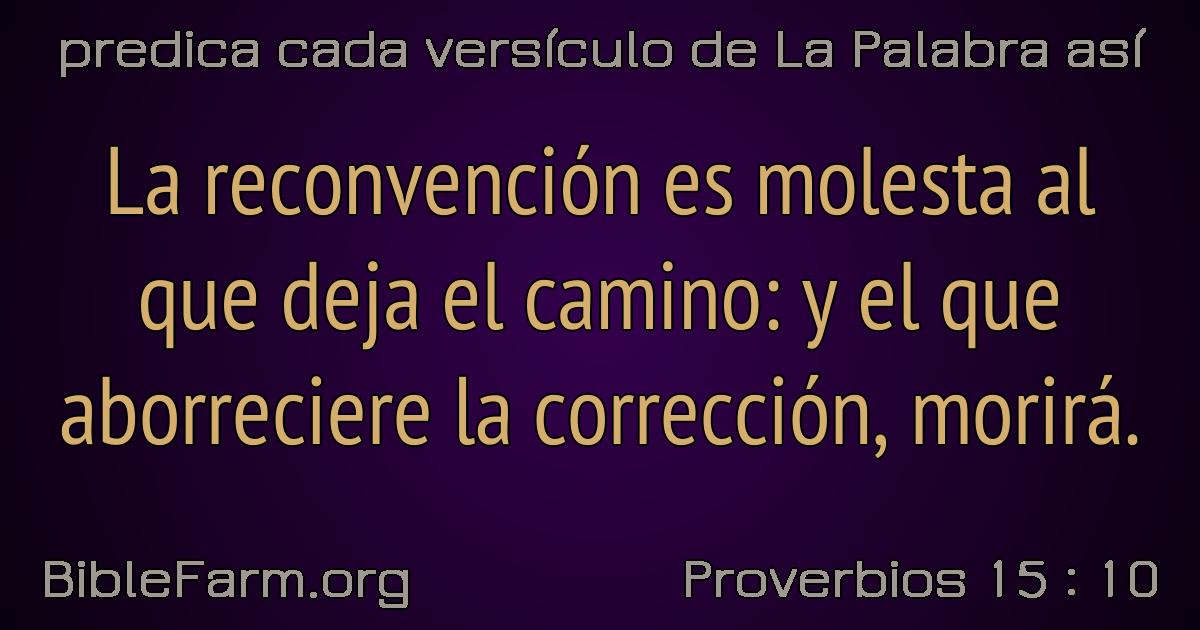 predica cada versículo de La Palabra así
La reconvención es molesta al
que deja el camino: y el que
aborreciere la corrección, morirá.
BibleFarm.org
Proverbios 15 : 10